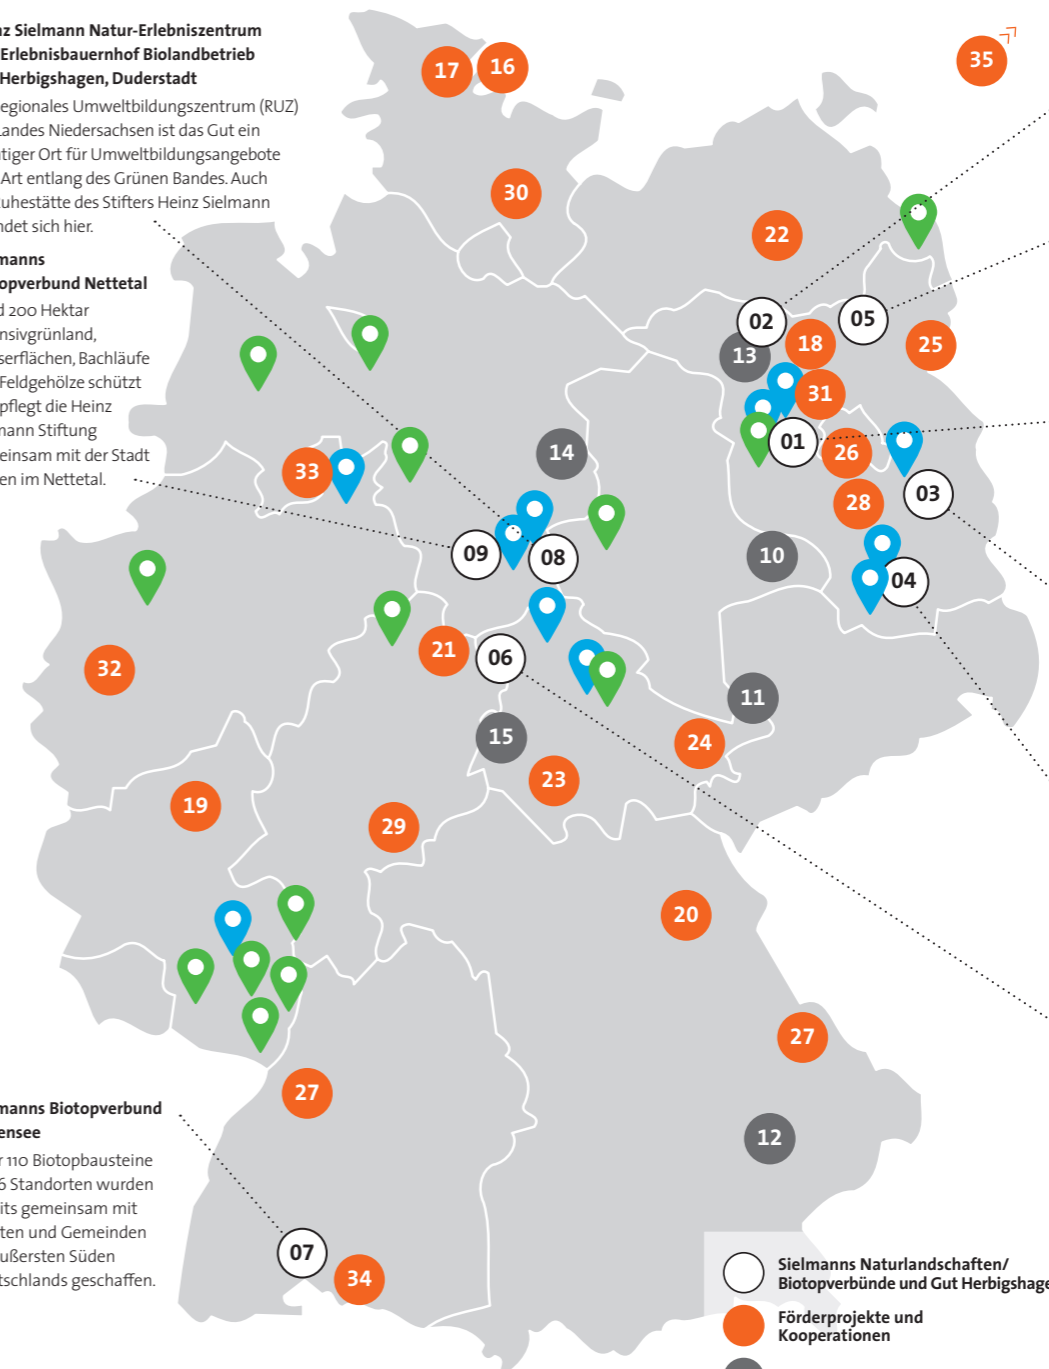 nz Sielmann Natur-Erlebniszentrum
Erlebnisbauernhof Biolandbetrieb
Herbigshagen, Duderstadt
egionales Umweltbildungszentrum (RUZ)
Landes Niedersachsen ist das Gut ein
tiger Ort für Umweltbildungsangebote
Art entlang des Grünen Bandes. Auch
uhestätte des Stifters Heinz Sielmann
ndet sich hier.
manns
opverbund Nettetal
d 200 Hektar
nsivgrünland,
serflächen, Bachläufe
Feldgehölze schützt
pflegt die Heinz
mann Stiftung
einsam mit der Stadt
en im Nettetal.
manns Biotopverbund
ensee
r 110 Biotopbausteine
6 Standorten wurden
its gemeinsam mit
ten und Gemeinden
äußersten Süden
tschlands geschaffen.
17
16
35
30
22
02
05
13
18
25
31
01
26
14
33
03
28
09
08
10
04
21
06
32
11
15
24
23
19
29
20
27
27
12
07
34
Sielmanns Naturlandschaften/
Biotopverbünde und Gut Herbigshage
Förderprojekte und
Kooperationen